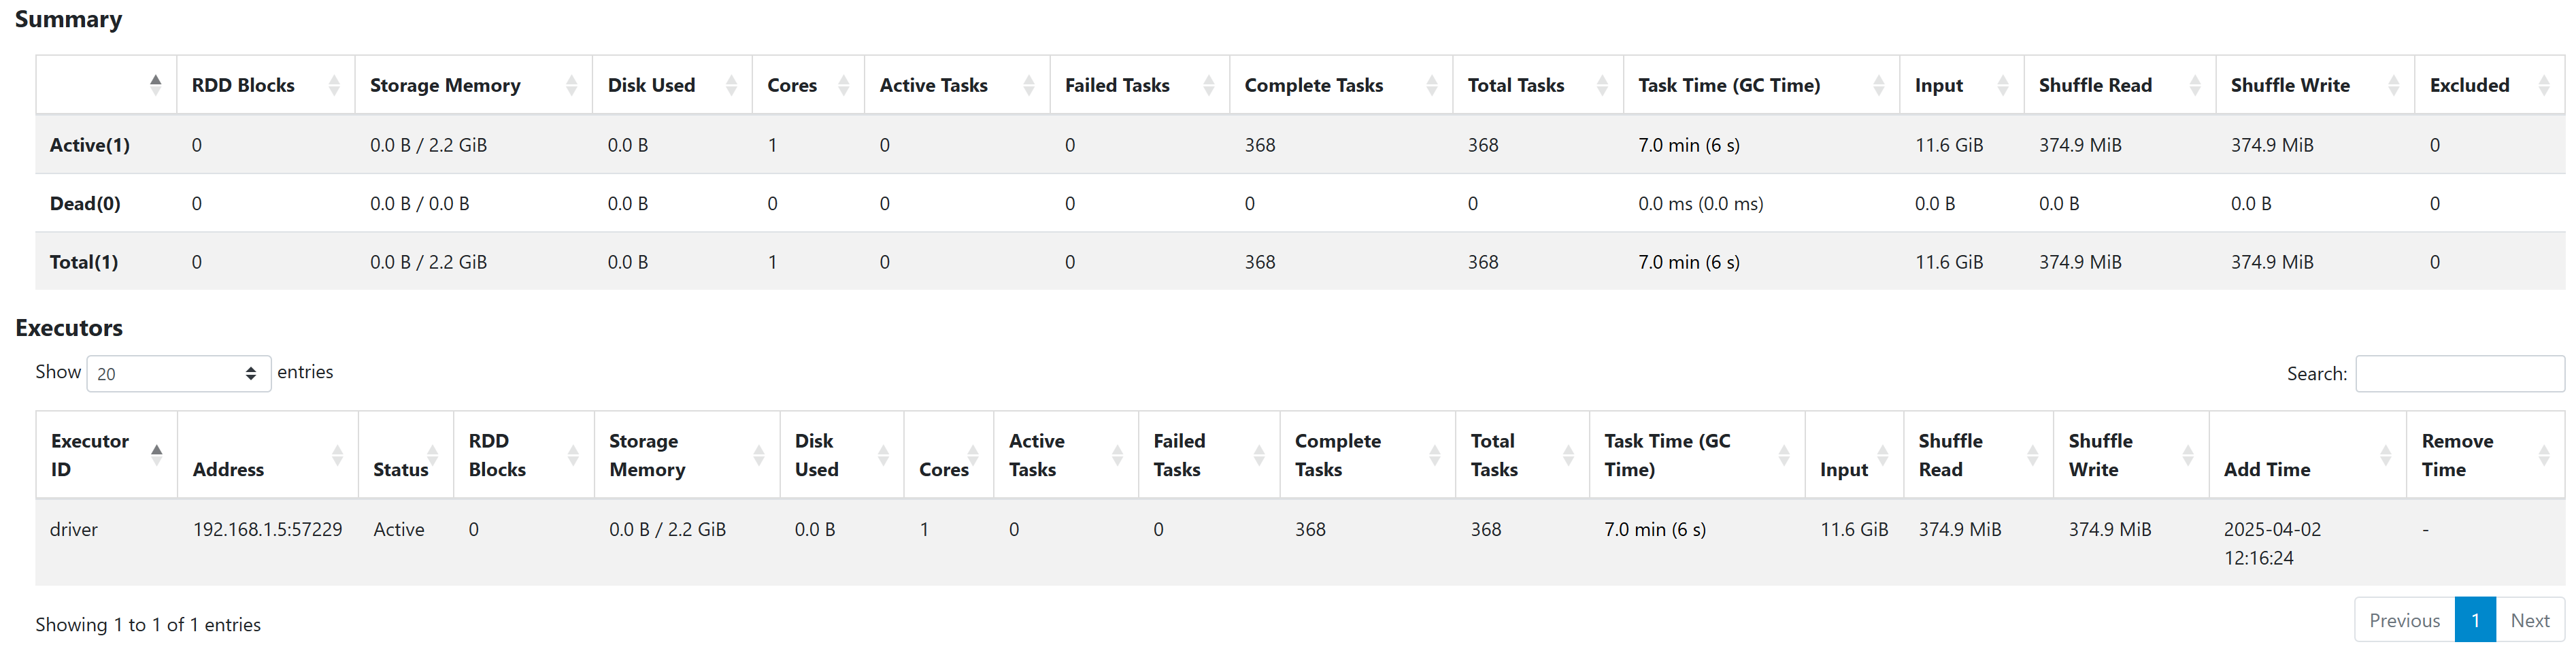 Summary
RDD Blocks Storage Memory Disk Used Cores Active Tasks Failed Tasks Complete Tasks Total Tasks Task Time (GC Time) Input Shuffle Read Shuffle Write Excluded
Active(1) 0 0.0 B / 2.2 GiB 0.0 B 1 0 0 368 368 7.0 min (6 s) 11.6 GiB 374.9 MiB 374.9 MiB 0
Dead(0) 0 0.0 B / 0.0 B 0.0 B 0 0 0 0 0 0.0 ms (0.0 ms) 0.0 B 0.0 B 0.0 B 0
Total(1) 0 0.0 B / 2.2 GiB 0.0 B 1 0 0 368 368 7.0 min (6 s) 11.6 GiB 374.9 MiB 374.9 MiB 0
Executors
Show 20 entries Search:
Executor ID Address Status RDD Blocks Storage Memory Disk Used Cores Active Tasks Failed Tasks Complete Tasks Total Tasks Task Time (GC Time) Input Shuffle Read Shuffle Write Add Time Remove Time
driver 192.168.1.5:57229 Active 0 0.0 B / 2.2 GiB 0.0 B 1 0 0 368 368 7.0 min (6 s) 11.6 GiB 374.9 MiB 374.9 MiB 2025-04-02 12:16:24 -
Showing 1 to 1 of 1 entries Previous 1 Next